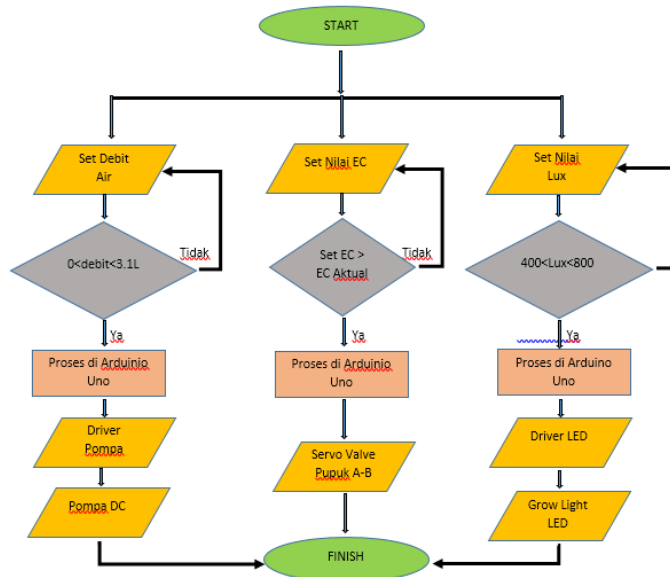 START
Set Debit
Air
0<debit<3.1L
Tidak
Ya
Proses di Arduinio
Uno
Driver
Pompa
Pompa DC
Set Nilai EC
Set EC >
EC Aktual
Tidak
Ya
Proses di Arduinio
Uno
Servo Valve
Pupuk A-B
Set Nilai
Lux
400<Lux<800
Ya
Proses di Arduino
Uno
Driver LED
Grow Light
LED
FINISH